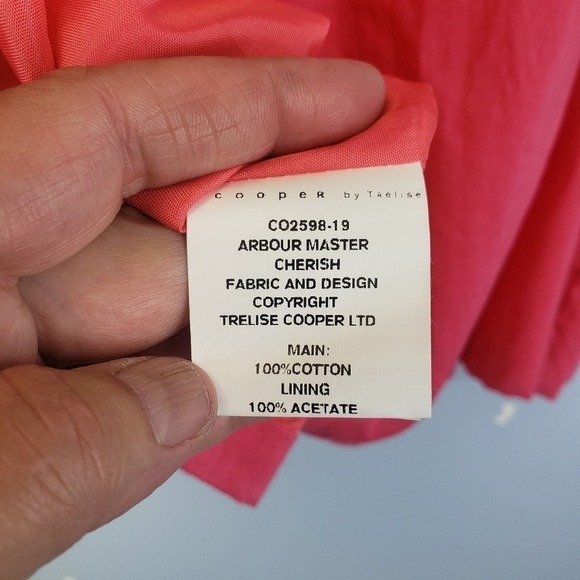 cooper by Trelise
CO2598-19
ARBOUR MASTER
CHERISH
FABRIC AND DESIGN
COPYRIGHT
TRELISE COOPER LTD
MAIN:
100%COTTON
LINING
100% ACETATE